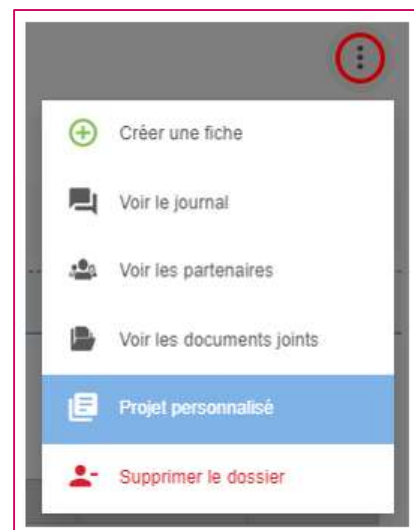 Créer une fiche
Voir le journal
Voir les partenaires
Voir les documents joints
Projet personnalisé
Supprimer le dossier